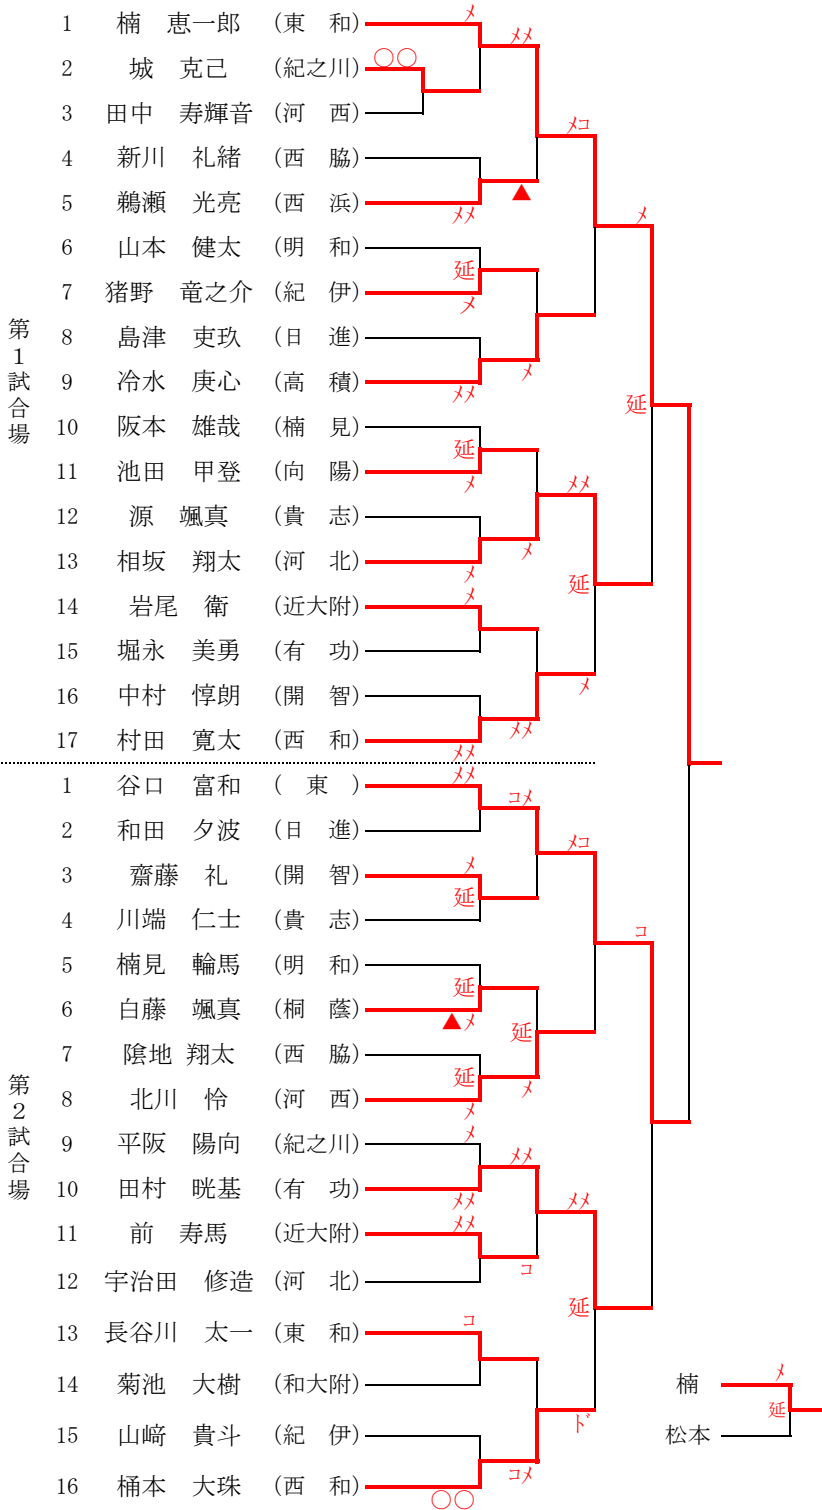 メ
1 楠 恵一郎 (東 和)
メメ
○○
2 城 克己 (紀之川)
3 田中 寿輝音 (河 西)
メコ
4 新川 礼緒 (西 脇)
▲
5 鵜瀬 光亮 (西 浜)
メメ
メ
6 山本 健太 (明 和)
延
7 猪野 竜之介 (紀 伊)
メ
第1試合場
8 島津 吏玖 (日 進)
メ
9 冷水 庚心 (高 積)
メメ
延
10 阪本 雄哉 (楠 見)
延
11 池田 甲登 (向 陽)
メ
メメ
12 源 颯真 (貴 志)
メ
13 相坂 翔太 (河 北)
メ
延
メ
14 岩尾 衛 (近大附)
15 堀永 美勇 (有 功)
メ
16 中村 惇朗 (開 智)
メメ
17 村田 寛太 (西 和)
メメ
メメ
1 谷口 富和 ( 東 )
コメ
2 和田 夕波 (日 進)
メコ
メ
3 齋藤 礼 (開 智)
延
4 川端 仁士 (貴 志)
コ
5 楠見 輪馬 (明 和)
延
6 白藤 颯真 (桐 蔭)
▲メ
延
7 陰地 翔太 (西 脇)
延
メ
第2試合場
8 北川 怜 (河 西)
メ
メ
9 平阪 陽向 (紀之川)
メメ
10 田村 晄基 (有 功)
メメ
メメ
メメ
11 前 寿馬 (近大附)
コ
12 宇治田 修造 (河 北)
延
コ
13 長谷川 太一 (東 和)
14 菊池 大樹 (和大附)
ド
15 山﨑 貴斗 (紀 伊)
コメ
16 桶本 大珠 (西 和)
○○
メ
楠
延
松本